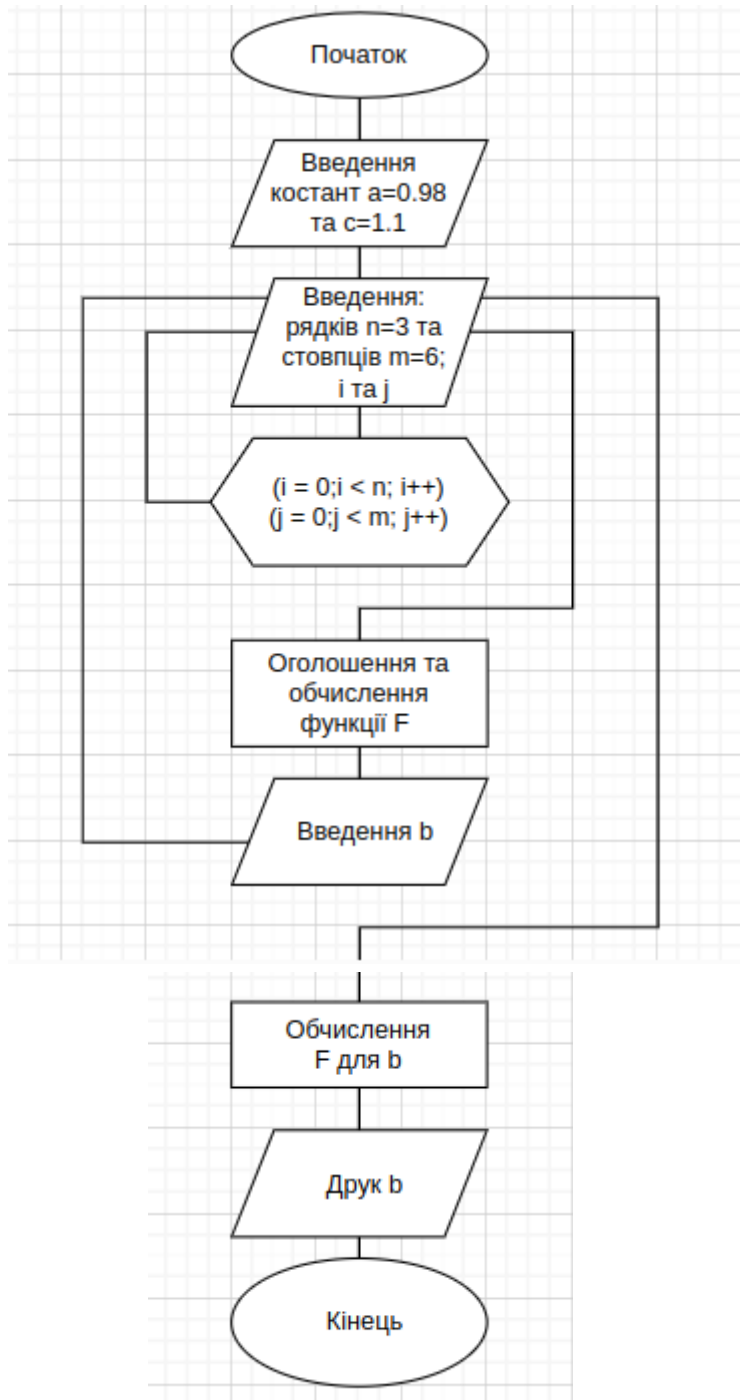 Початок
Введення
костант a=0.98
та c=1.1
Введення:
рядків n=3 та
стовпців m=6;
i та j
(i = 0;i < n; i++)
(j = 0;j < m; j++)
Оголошення та
обчислення
функції F
Введення b
Обчислення
F для b
Друк b
Кінець